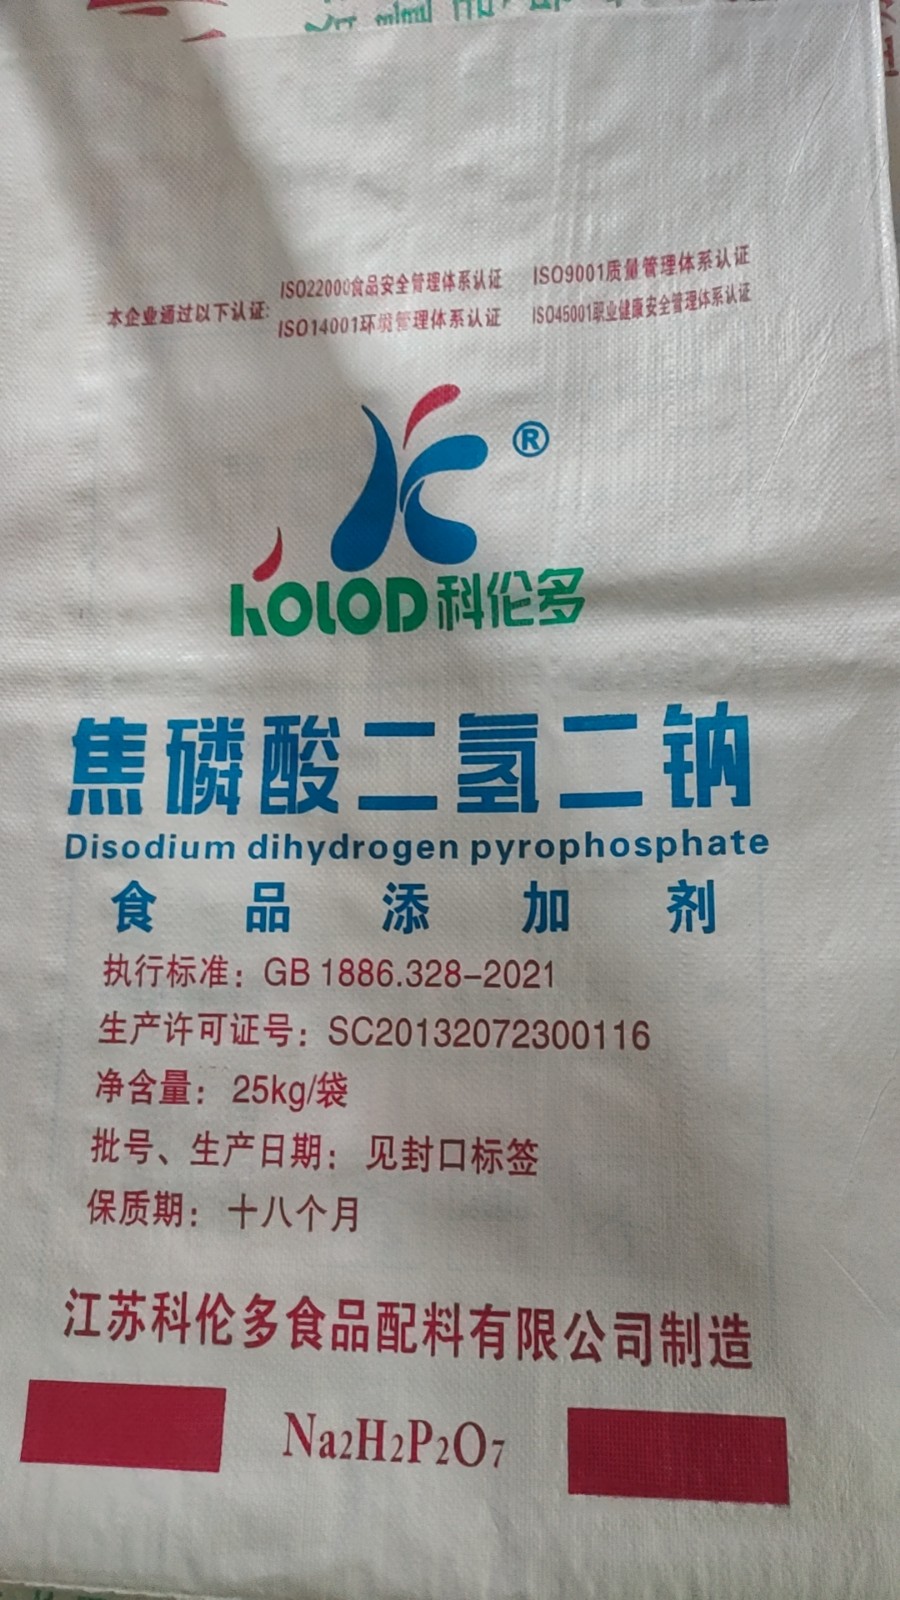 ISO22000食品安全管理体系认证 ISO9001质量管理体系认证
本企业通过以下认证:
ISO14001环境管理体系认证 ISO45001职业健康安全管理体系认证
®
KOLOD科伦多
焦磷酸二氢二钠
Disodium dihydrogen pyrophosphate
食品添加剂
执行标准：GB 1886.328-2021
生产许可证号：SC20132072300116
净含量：25kg/袋
批号、生产日期：见封口标签
保质期：十八个月
江苏科伦多食品配料有限公司制造
Na2H2P2O7